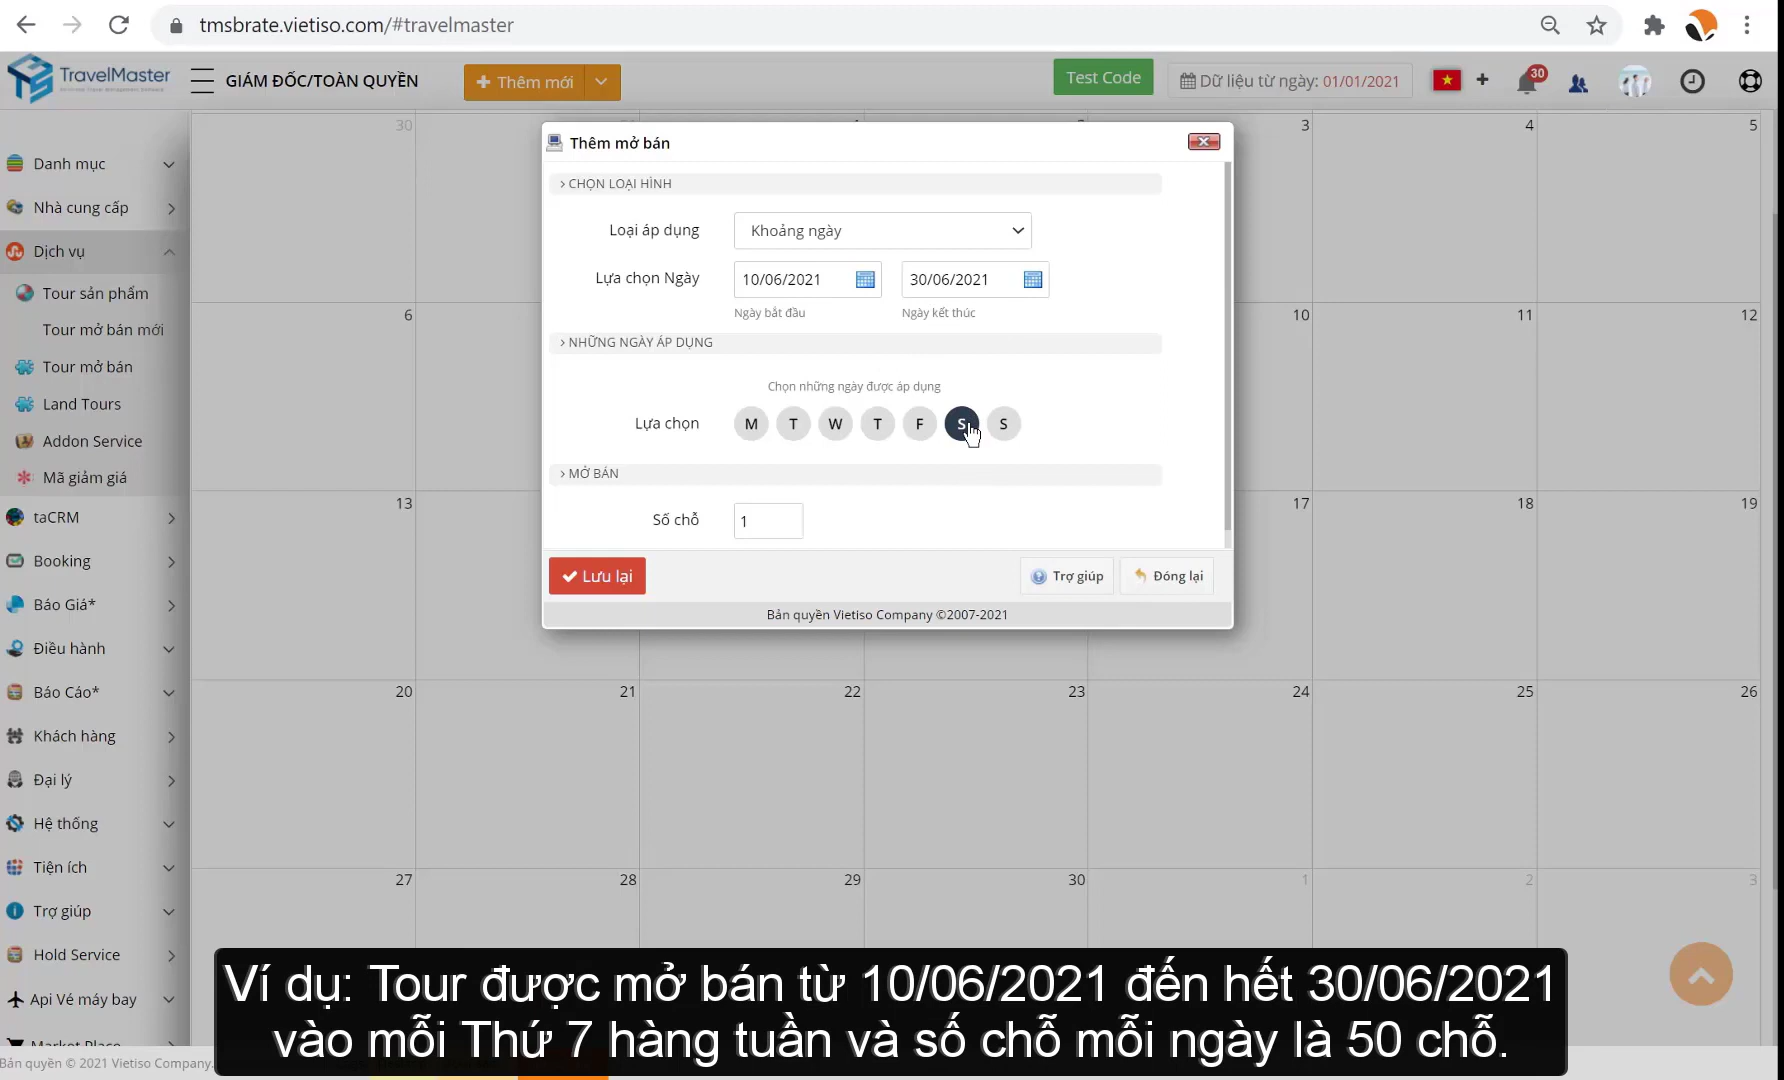 tmsbrate.vietiso.com/#travelmaster
TravelMaster
GIÁM ĐỐC/TOÀN QUYỀN
Thêm mới
Test Code
Dữ liệu từ ngày: 01/01/2021
30
Danh mục
Nhà cung cấp
Dịch vụ
Tour sản phẩm
Tour mở bán mới
Tour mở bán
Land Tours
Addon Service
Mã giảm giá
taCRM
Booking
Báo Giá*
Điều hành
Báo Cáo*
Khách hàng
Đại lý
Hệ thống
Tiện ích
Trợ giúp
Hold Service
Api Vé máy bay
Market Place
Bản quyền © 2021 Vietiso Company.
30
3
4
5
6
10
11
12
13
17
18
19
20
21
22
23
24
25
26
27
28
29
30
1
2
3
Thêm mở bán
CHỌN LOẠI HÌNH
Loại áp dụng
Khoảng ngày
Lựa chọn Ngày
10/06/2021
30/06/2021
Ngày bắt đầu
Ngày kết thúc
NHỮNG NGÀY ÁP DỤNG
Chọn những ngày được áp dụng
Lựa chọn
M T W T F S S
MỞ BÁN
Số chỗ
1
Lưu lại
Trợ giúp
Đóng lại
Bản quyền Vietiso Company ©2007-2021
Ví dụ: Tour được mở bán từ 10/06/2021 đến hết 30/06/2021
vào mỗi Thứ 7 hàng tuần và số chỗ mỗi ngày là 50 chỗ.